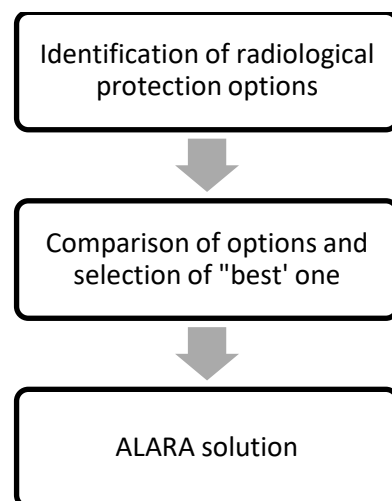 Identification of radiological
protection options
Comparison of options and
selection of "best' one
ALARA solution